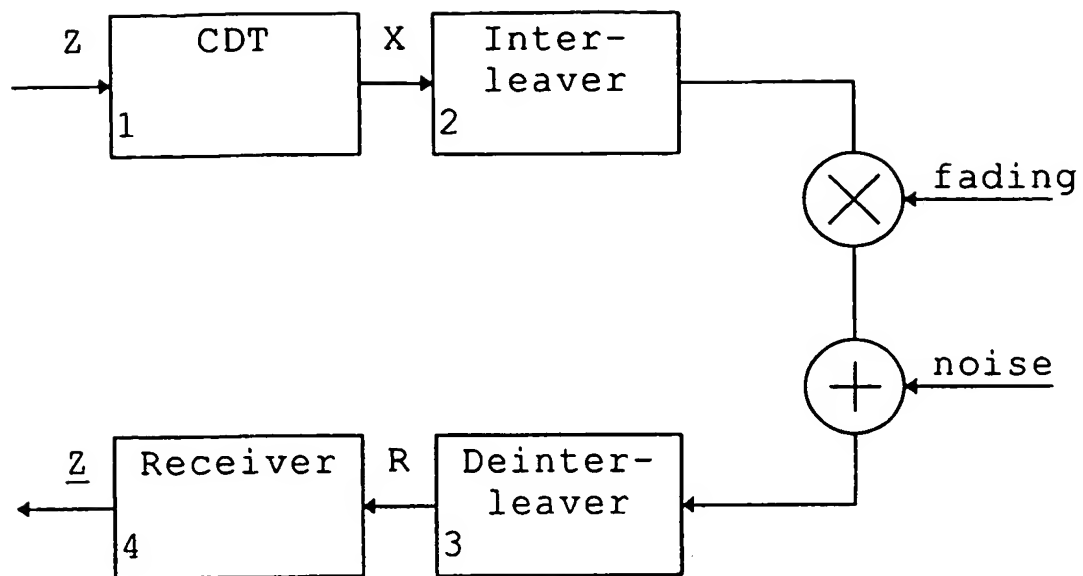 Z
CDT
1
X
Inter-
leaver
2
fading
noise
Z
Receiver
4
R
Deinter-
leaver
3